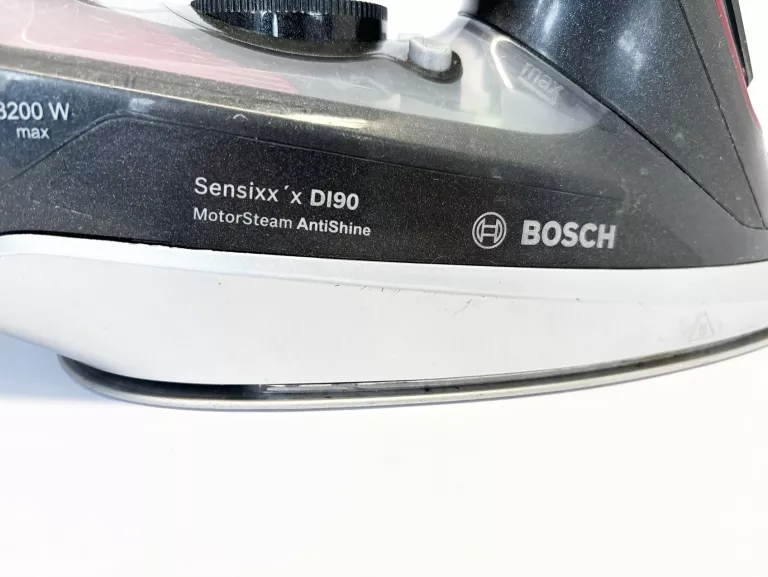 max
3200 W
max
Sensixx'x DI90
MotorSteam AntiShine
BOSCH